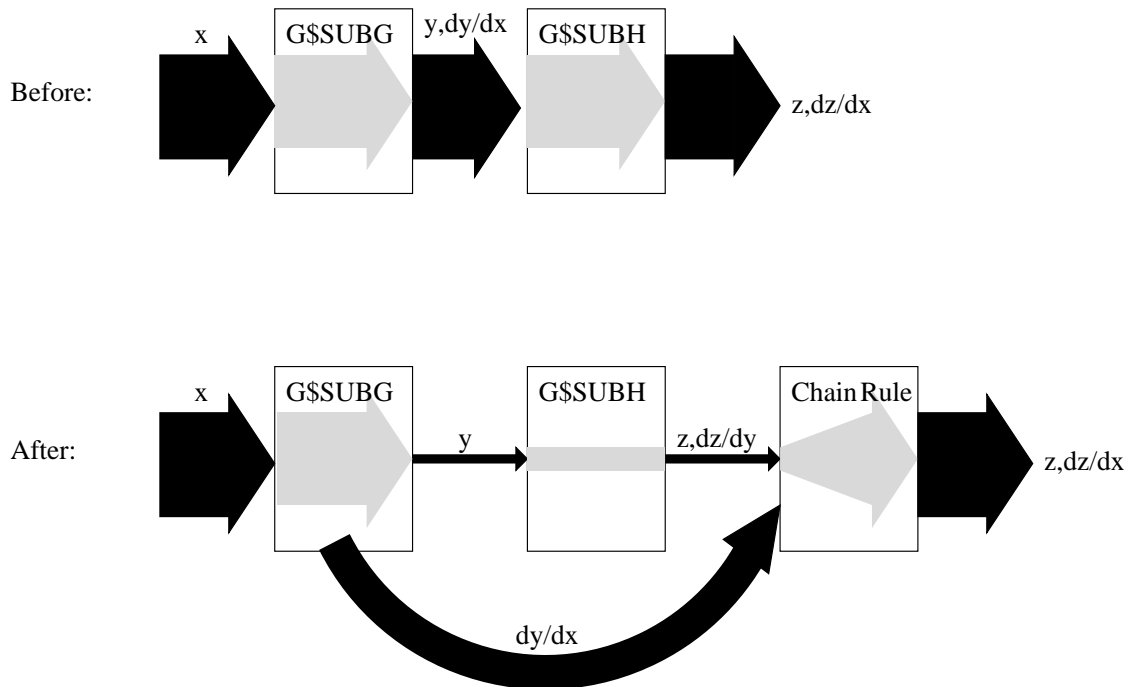 x
G$SUBG
y,dy/dx
G$SUBH
Before:
z,dz/dx
x
G$SUBG
G$SUBH
Chain Rule
After:
y
z,dz/dy
z,dz/dx
dy/dx